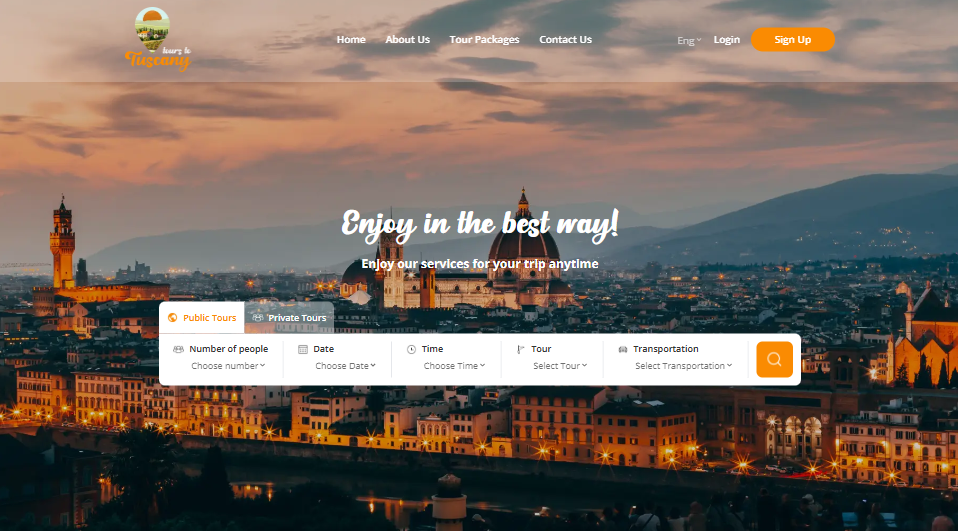 tours to
Tuscany
Home About Us Tour Packages Contact Us Eng Login Sign Up
Enjoy in the best way!
Enjoy our services for your trip anytime
Public Tours Private Tours
Number of people Date Time Tour Transportation
Choose number Choose Date Choose Time Select Tour Select Transportation